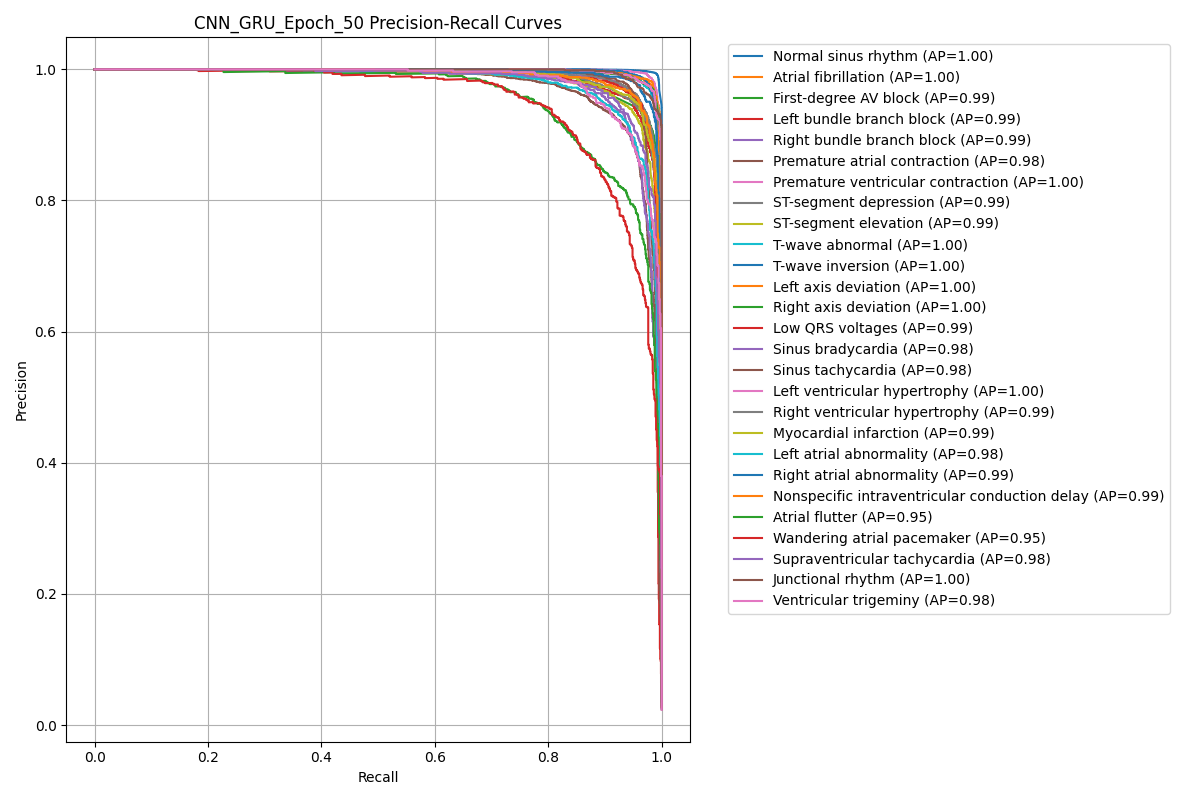 CNN_GRU_Epoch_50 Precision-Recall Curves
1.0
0.8
0.6
0.4
0.2
0.0
Precision
0.0 0.2 0.4 0.6 0.8 1.0
Recall
Normal sinus rhythm (AP=1.00)
Atrial fibrillation (AP=1.00)
First-degree AV block (AP=0.99)
Left bundle branch block (AP=0.99)
Right bundle branch block (AP=0.99)
Premature atrial contraction (AP=0.98)
Premature ventricular contraction (AP=1.00)
ST-segment depression (AP=0.99)
ST-segment elevation (AP=0.99)
T-wave abnormal (AP=1.00)
T-wave inversion (AP=1.00)
Left axis deviation (AP=1.00)
Right axis deviation (AP=1.00)
Low QRS voltages (AP=0.99)
Sinus bradycardia (AP=0.98)
Sinus tachycardia (AP=0.98)
Left ventricular hypertrophy (AP=1.00)
Right ventricular hypertrophy (AP=0.99)
Myocardial infarction (AP=0.99)
Left atrial abnormality (AP=0.98)
Right atrial abnormality (AP=0.99)
Nonspecific intraventricular conduction delay (AP=0.99)
Atrial flutter (AP=0.95)
Wandering atrial pacemaker (AP=0.95)
Supraventricular tachycardia (AP=0.98)
Junctional rhythm (AP=1.00)
Ventricular trigeminy (AP=0.98)